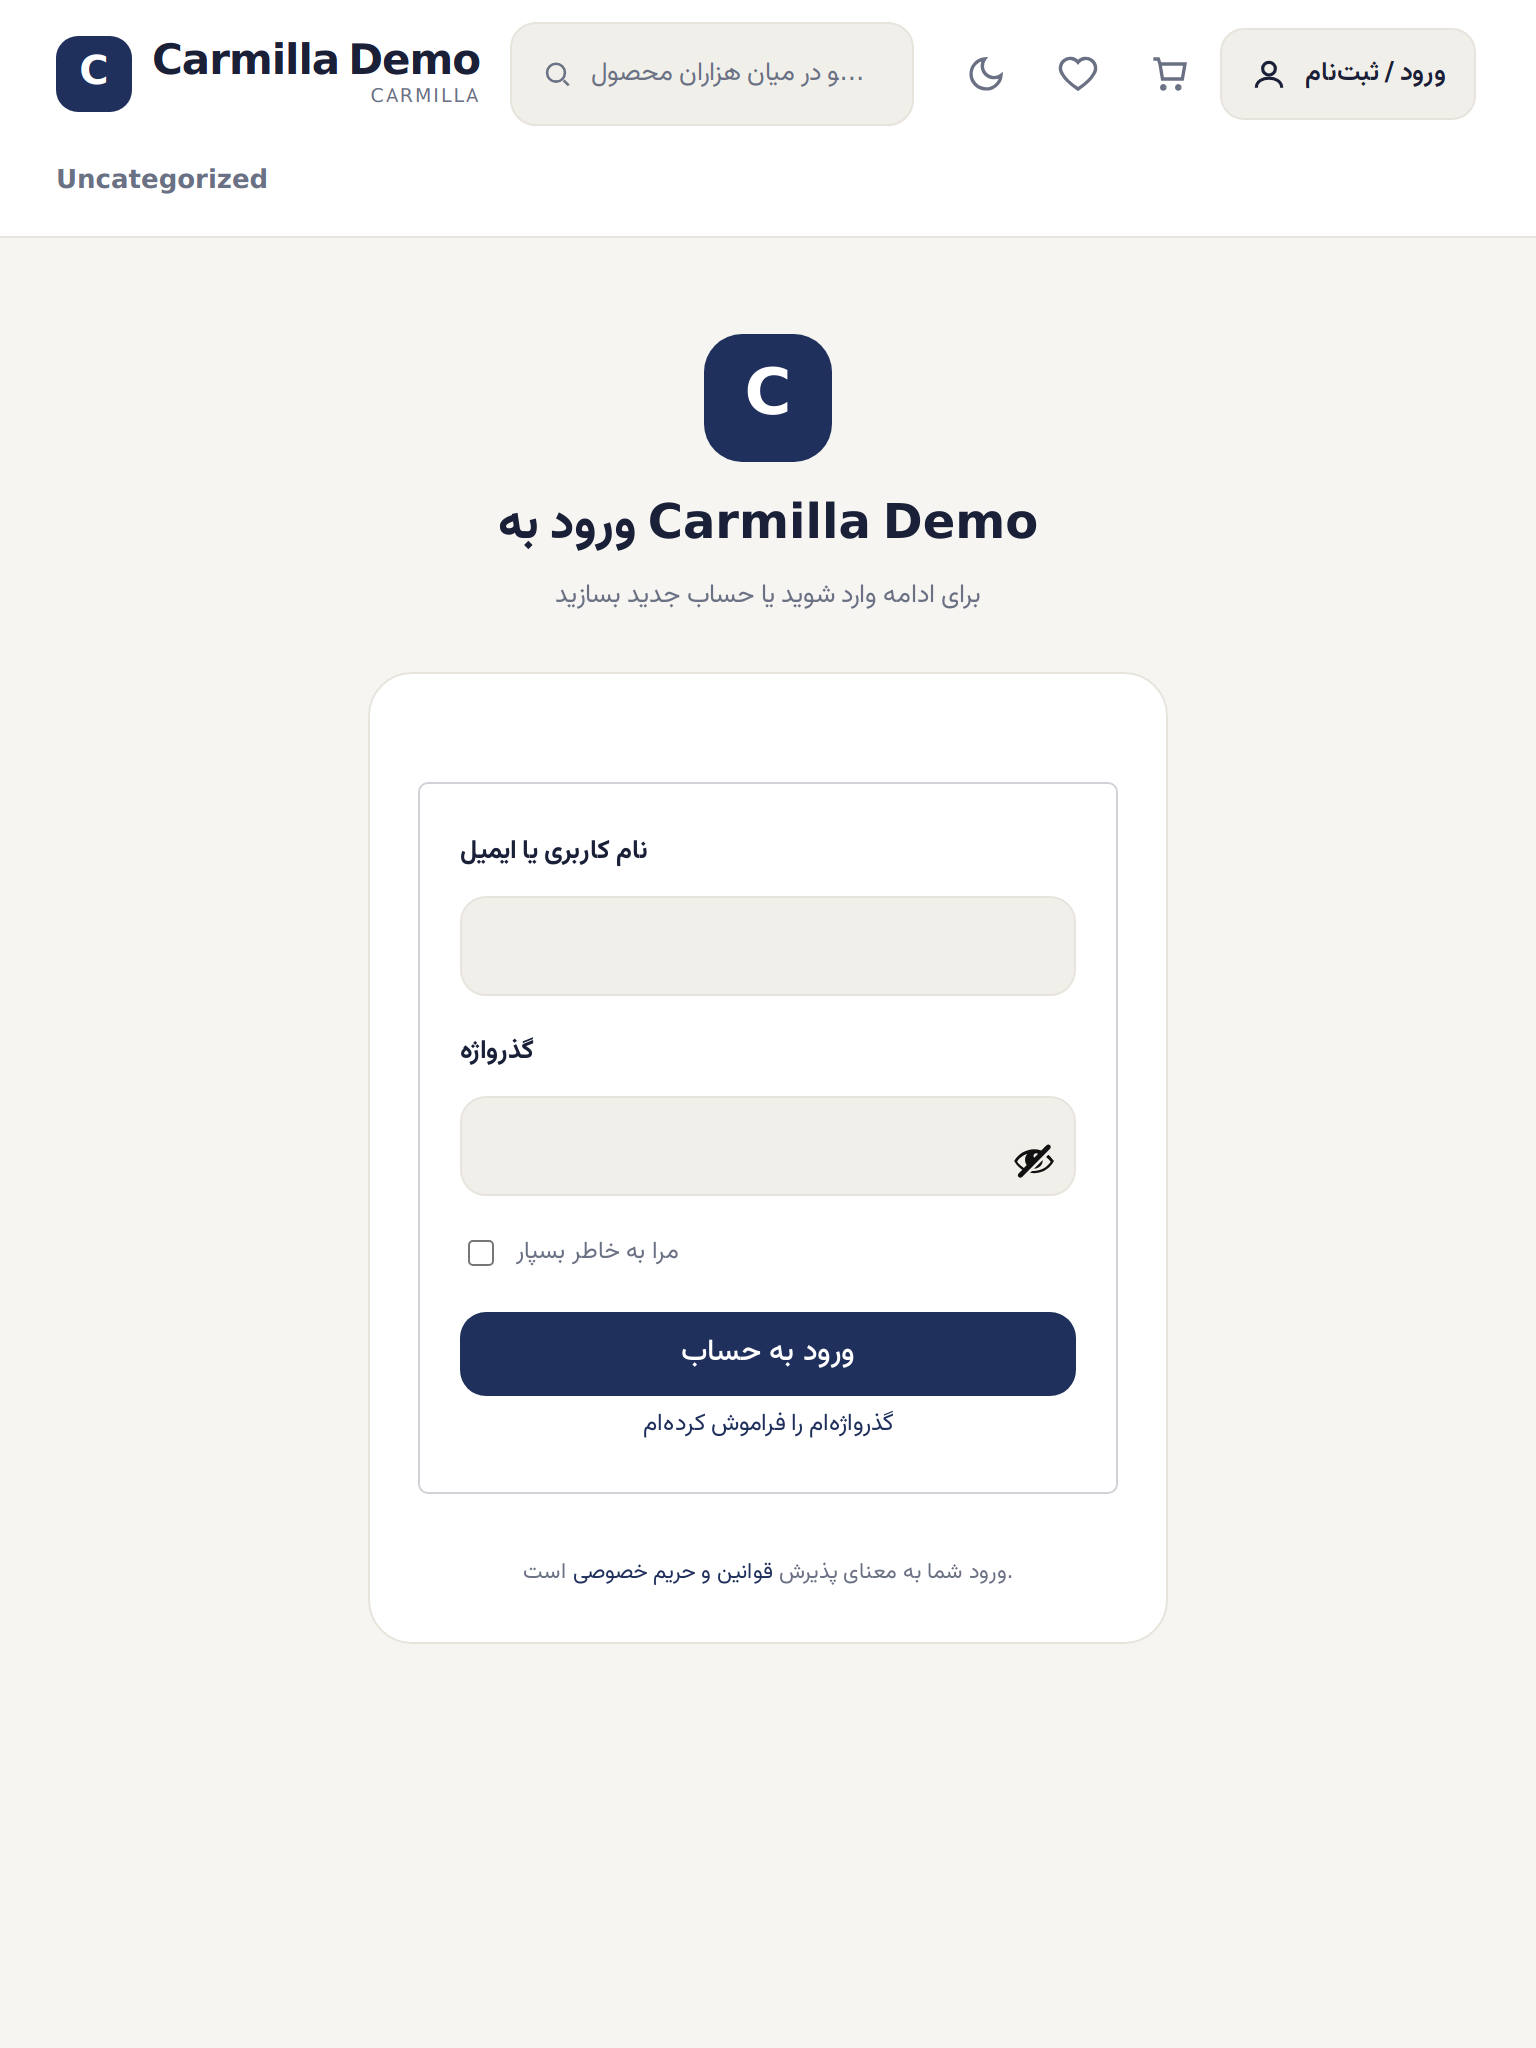 C
Carmilla Demo
CARMILLA
و در میان هزاران محصول...
ورود / ثبت‌نام
Uncategorized
C
ورود به Carmilla Demo
برای ادامه وارد شوید یا حساب جدید بسازید
نام کاربری یا ایمیل
گذرواژه
مرا به خاطر بسپار
ورود به حساب
گذرواژه‌ام را فراموش کرده‌ام
ورود شما به معنای پذیرش قوانین و حریم خصوصی است.